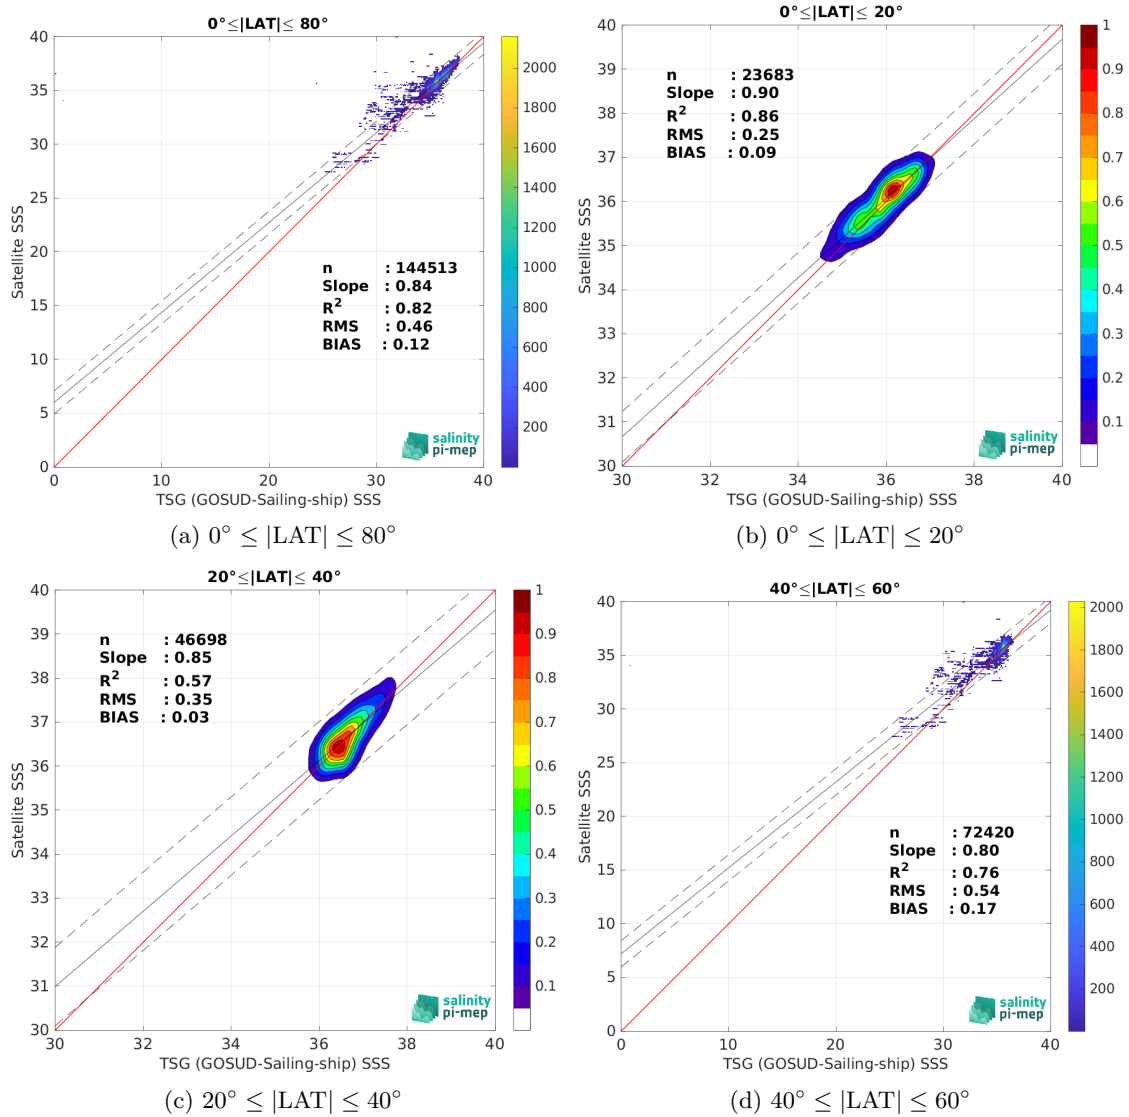 0°≤|LAT|≤ 80°
40
35
30
25
20
15
10
5
0
0
10
20
30
40
Satellite SSS
TSG (GOSUD-Sailing-ship) SSS
n : 144513
Slope : 0.84
R² : 0.82
RMS : 0.46
BIAS : 0.12
salinity
pi-mep
2000
1800
1600
1400
1200
1000
800
600
400
200
(a) 0° ≤ |LAT| ≤ 80°
0°≤|LAT|≤ 20°
40
39
38
37
36
35
34
33
32
31
30
30
32
34
36
38
40
Satellite SSS
TSG (GOSUD-Sailing-ship) SSS
n : 23683
Slope : 0.90
R² : 0.86
RMS : 0.25
BIAS : 0.09
salinity
pi-mep
1
0.9
0.8
0.7
0.6
0.5
0.4
0.3
0.2
0.1
(b) 0° ≤ |LAT| ≤ 20°
20°≤|LAT|≤ 40°
40
39
38
37
36
35
34
33
32
31
30
30
32
34
36
38
40
Satellite SSS
TSG (GOSUD-Sailing-ship) SSS
n : 46698
Slope : 0.85
R² : 0.57
RMS : 0.35
BIAS : 0.03
salinity
pi-mep
1
0.9
0.8
0.7
0.6
0.5
0.4
0.3
0.2
0.1
(c) 20° ≤ |LAT| ≤ 40°
40°≤|LAT|≤ 60°
40
35
30
25
20
15
10
5
0
0
10
20
30
40
Satellite SSS
TSG (GOSUD-Sailing-ship) SSS
n : 72420
Slope : 0.80
R² : 0.76
RMS : 0.54
BIAS : 0.17
salinity
pi-mep
2000
1800
1600
1400
1200
1000
800
600
400
200
(d) 40° ≤ |LAT| ≤ 60°